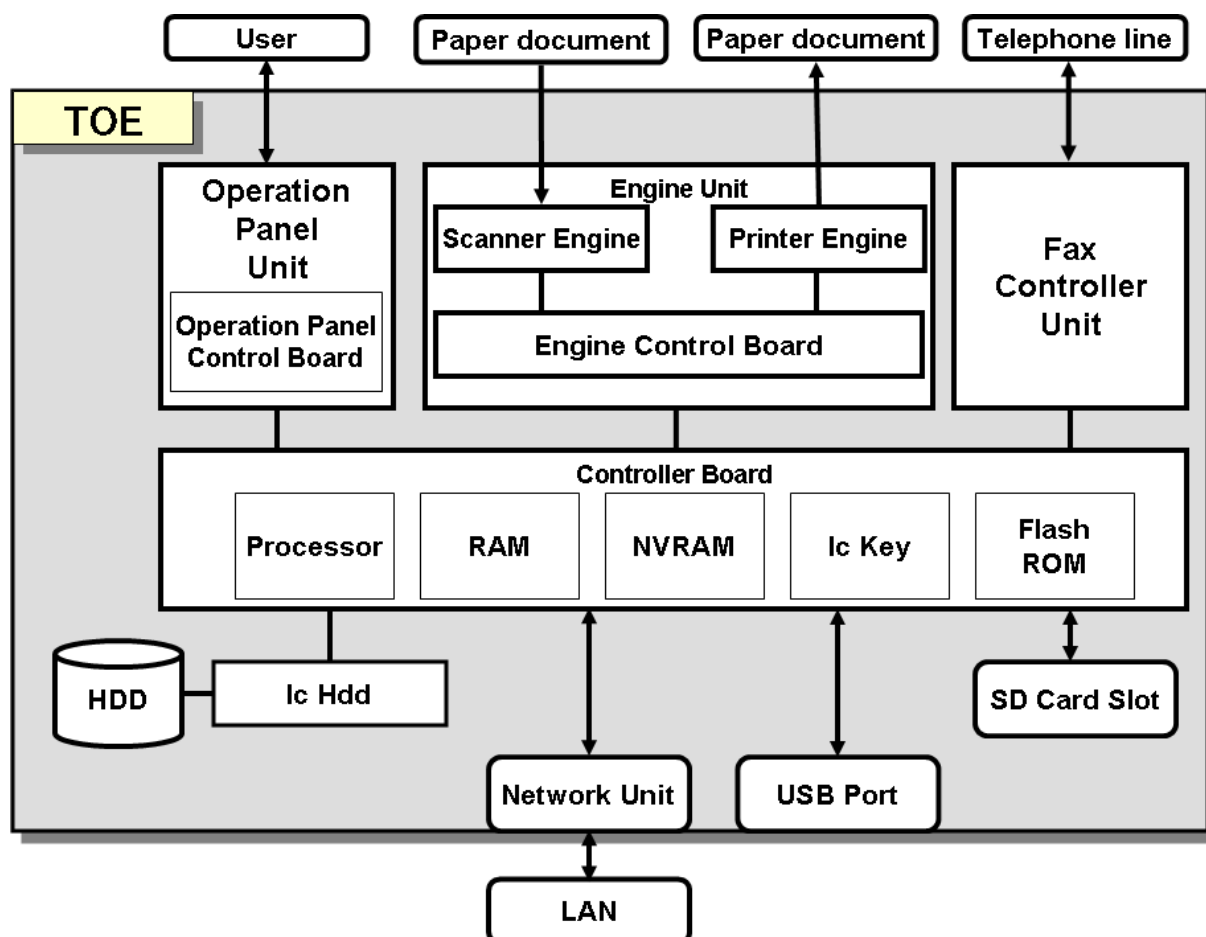 User
Paper document
Paper document
Telephone line
TOE
Operation
Panel
Unit
Operation Panel
Control Board
Engine Unit
Scanner Engine
Printer Engine
Engine Control Board
Fax
Controller
Unit
Controller Board
Processor
RAM
NVRAM
Ic Key
Flash
ROM
HDD
Ic Hdd
SD Card Slot
Network Unit
USB Port
LAN